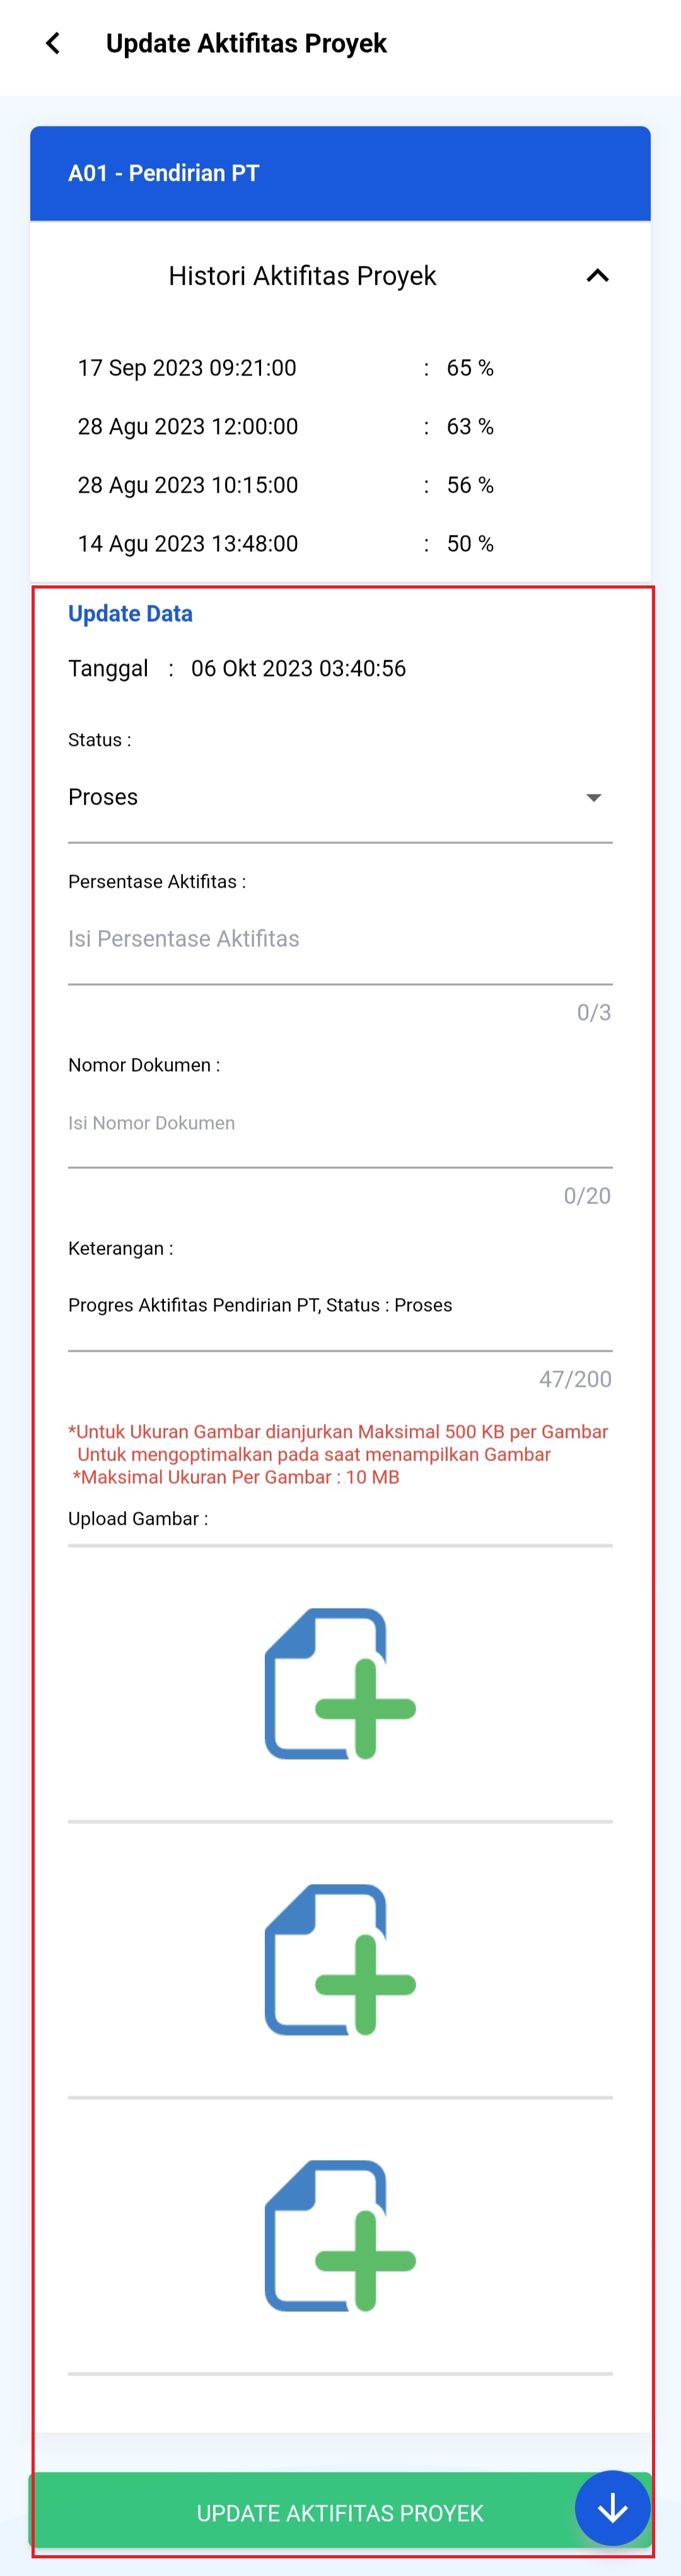 Update Aktifitas Proyek
A01 - Pendirian PT
Histori Aktifitas Proyek
17 Sep 2023 09:21:00 : 65 %
28 Agu 2023 12:00:00 : 63 %
28 Agu 2023 10:15:00 : 56 %
14 Agu 2023 13:48:00 : 50 %
Update Data
Tanggal : 06 Okt 2023 03:40:56
Status :
Proses
Persentase Aktifitas :
Isi Persentase Aktifitas
0/3
Nomor Dokumen :
Isi Nomor Dokumen
0/20
Keterangan :
Progres Aktifitas Pendirian PT, Status : Proses
47/200
*Untuk Ukuran Gambar dianjurkan Maksimal 500 KB per Gambar
Untuk mengoptimalkan pada saat menampilkan Gambar
*Maksimal Ukuran Per Gambar : 10 MB
Upload Gambar :
UPDATE AKTIFITAS PROYEK